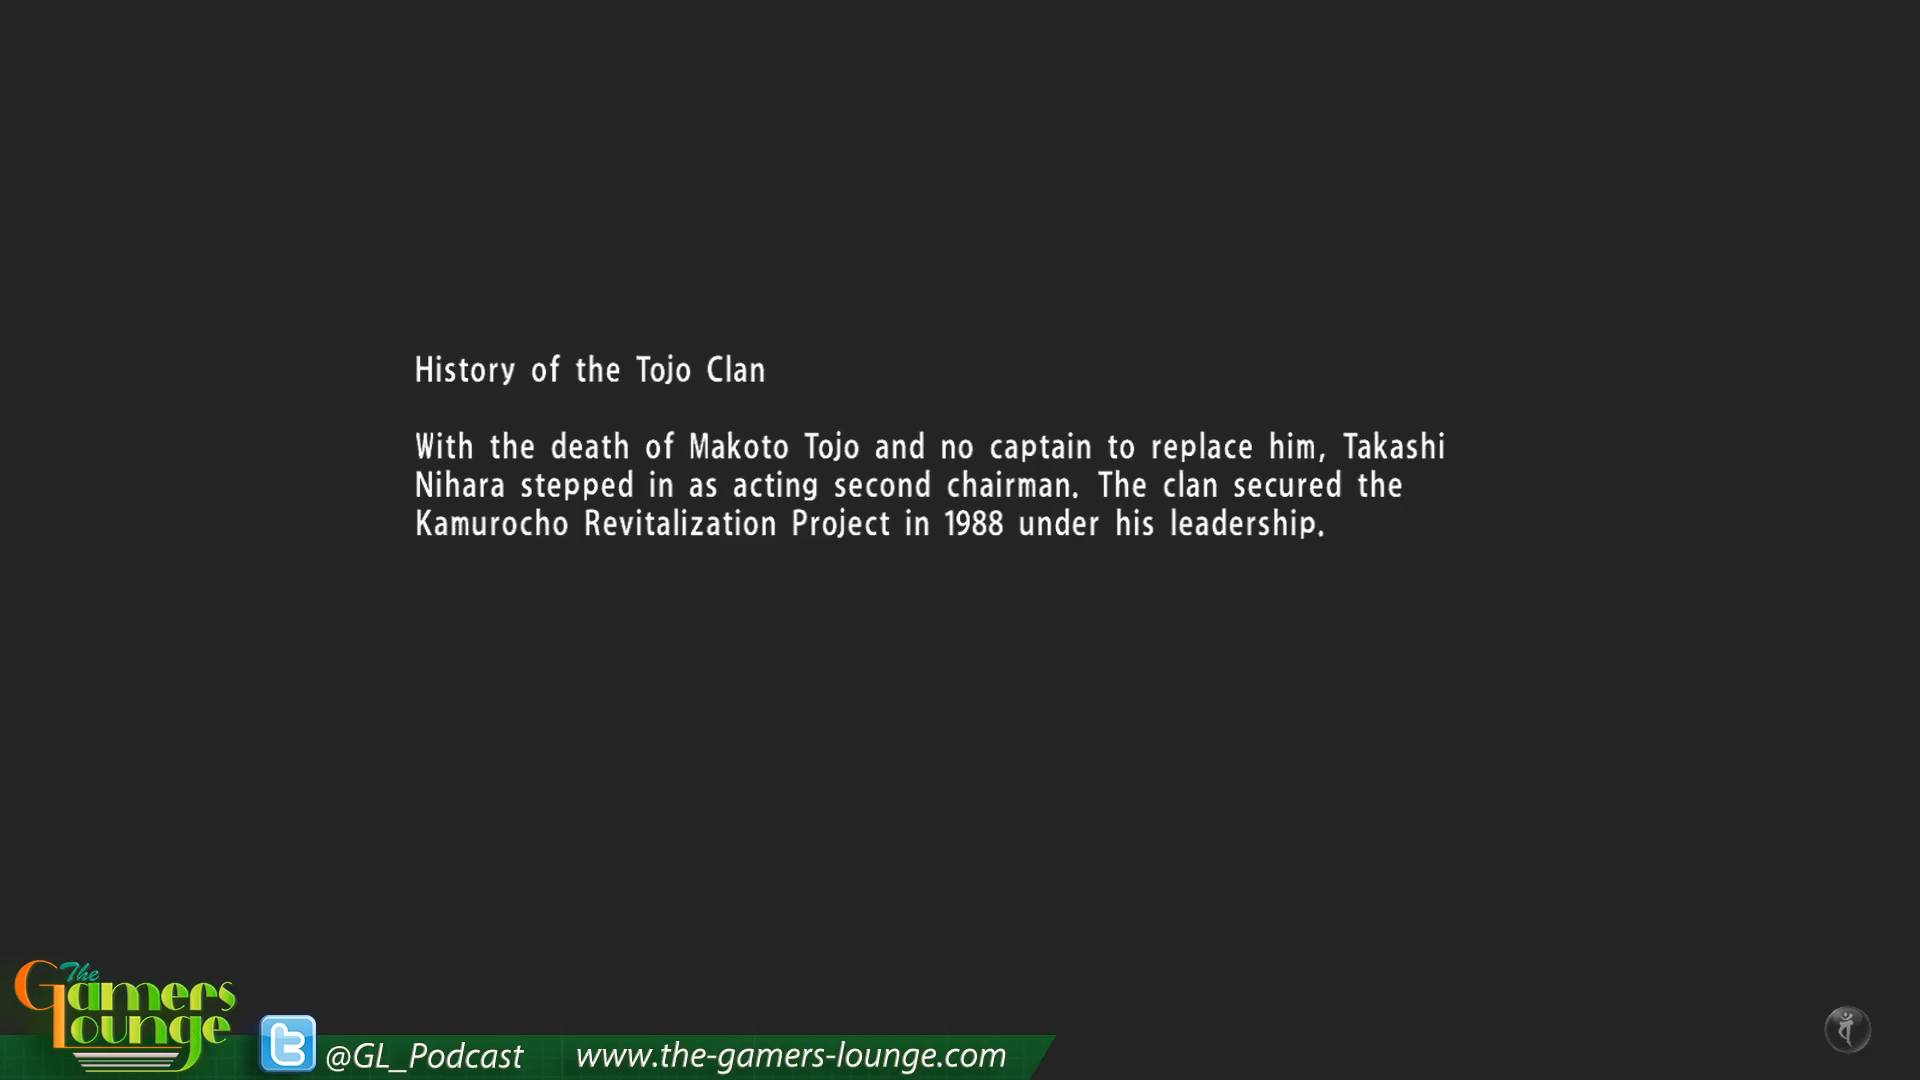 History of the Tojo Clan
With the death of Makoto Tojo and no captain to replace him, Takashi
Nihara stepped in as acting second chairman. The clan secured the
Kamurocho Revitalization Project in 1988 under his leadership.
The
Gamers
Lounge
@GL_Podcast
www.the-gamers-lounge.com